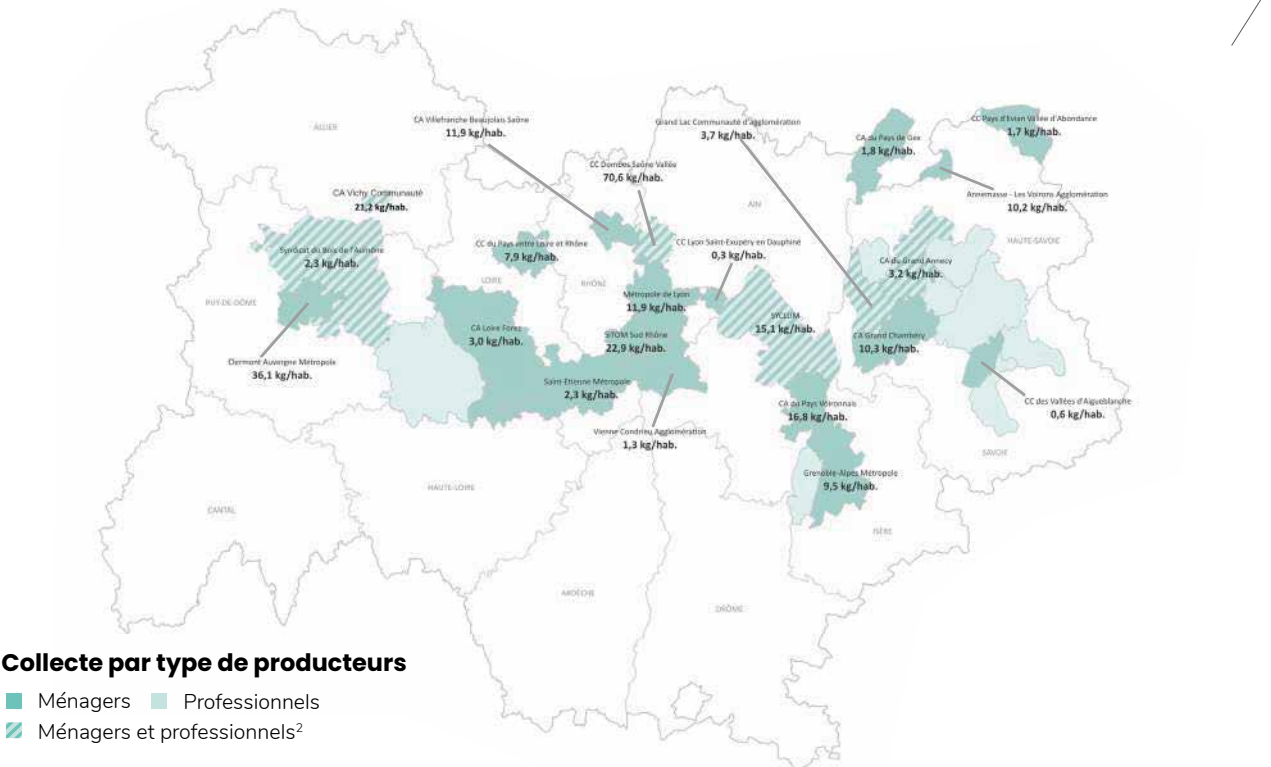 ALLIER
CA Villefranche Beaujolais Saône
11,9 kg/hab.
Grand Lac Communauté d'agglomération
3,7 kg/hab.
CA du Pays de Gex
1,8 kg/hab.
CC Pays d'Evian Vallée d'Abondance
1,7 kg/hab.
CC Dombes Saône Vallée
70,6 kg/hab.
CA Vichy Communauté
21,2 kg/hab.
Annemasse - Les Voirons Agglomération
10,2 kg/hab.
AIN
HAUTE-SAVOIE
Syndicat du Bois de l'Aumône
2,3 kg/hab.
CC du Pays entre Loire et Rhône
7,9 kg/hab.
CC Lyon Saint-Exupéry en Dauphiné
0,3 kg/hab.
CA du Grand Annecy
3,2 kg/hab.
LOIRE
RHÔNE
PUY-DE-DÔME
Métropole de Lyon
11,9 kg/hab.
SYCLUM
15,1 kg/hab.
CA Loire Forez
3,0 kg/hab.
SITOM Sud Rhône
22,9 kg/hab.
CA Grand Chambéry
10,3 kg/hab.
Clermont Auvergne Métropole
36,1 kg/hab.
Saint-Etienne Métropole
2,3 kg/hab.
CA du Pays Voironnais
16,8 kg/hab.
CC des Vallées d'Aigueblanche
0,6 kg/hab.
Vienne Condrieu Agglomération
1,3 kg/hab.
SAVOIE
Grenoble-Alpes Métropole
9,5 kg/hab.
HAUTE-LOIRE
CANTAL
ISÈRE
ARDÈCHE
DRÔME
Collecte par type de producteurs
Ménagers
Professionnels
Ménagers et professionnels²